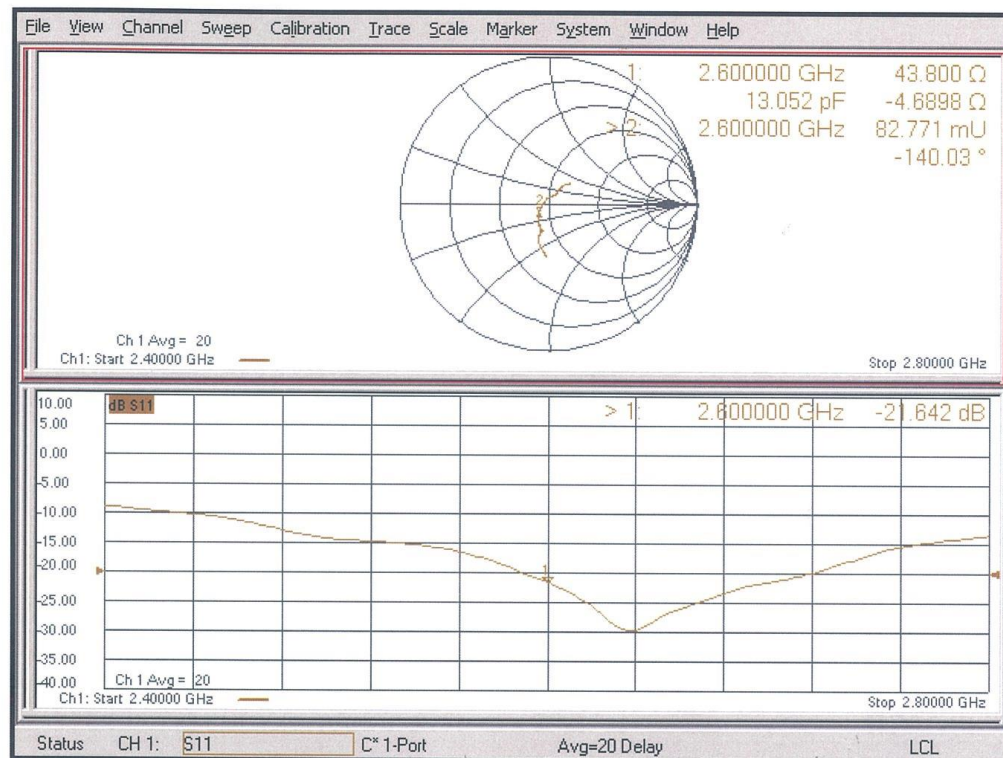 File View Channel Sweep Calibration Trace Scale Marker System Window Help
1: 2.600000 GHz 43.800 Ω
13.052 pF -4.6898 Ω
> 2: 2.600000 GHz 82.771 mU
-140.03 °
2
Ch 1 Avg = 20
Ch1: Start 2.40000 GHz Stop 2.80000 GHz
10.00 dB S11 > 1: 2.600000 GHz -21.642 dB
5.00
0.00
-5.00
-10.00
-15.00
-20.00 1
-25.00
-30.00
-35.00
-40.00 Ch 1 Avg = 20
Ch1: Start 2.40000 GHz Stop 2.80000 GHz
Status CH 1: S11 C* 1-Port Avg=20 Delay LCL